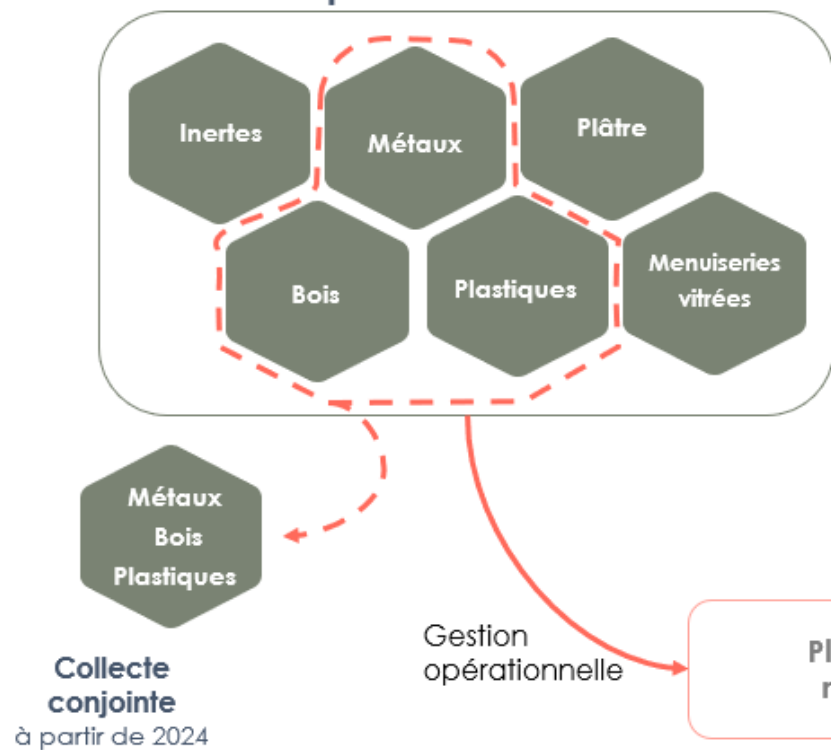 Inertes
Métaux
Plâtre
Bois
Plastiques
Menuiseries
vitrées
Métaux
Bois
Plastiques
Collecte
conjointe
à partir de 2024
Gestion
opérationnelle